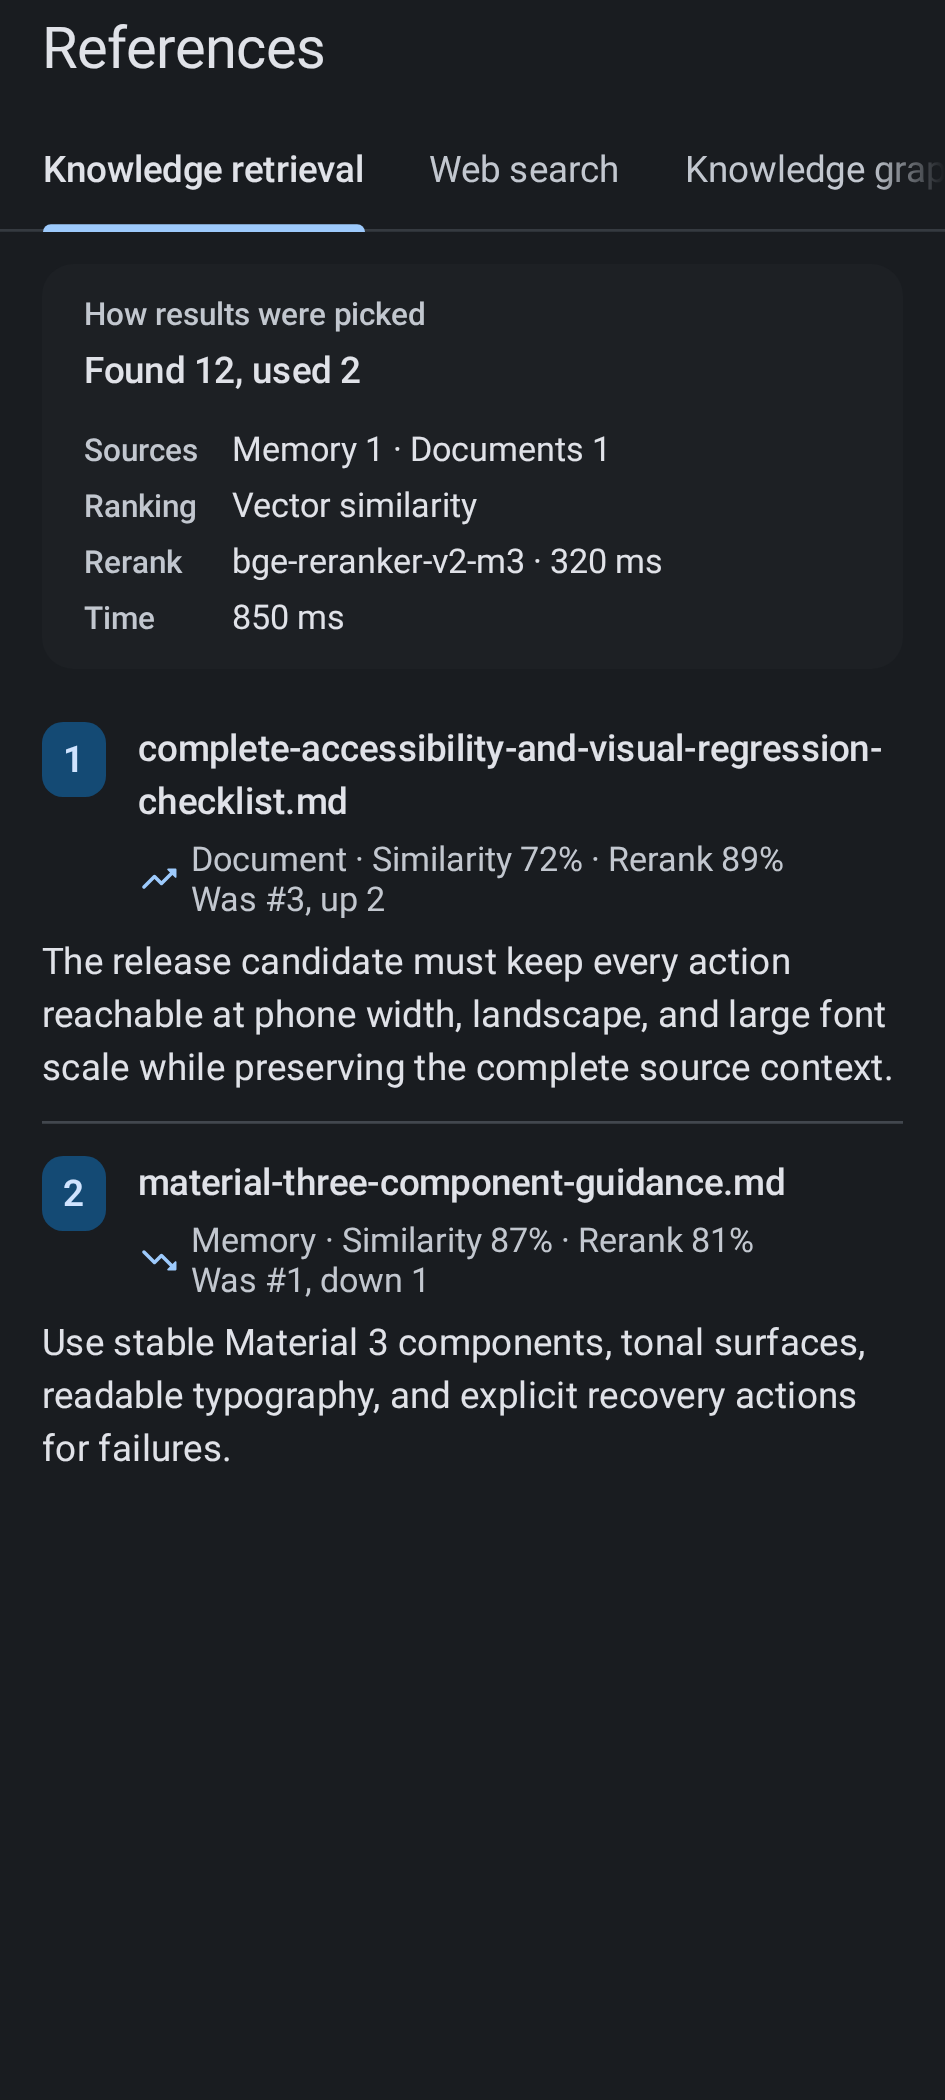 References
Knowledge retrieval Web search Knowledge grap
How results were picked
Found 12, used 2
Sources Memory 1 · Documents 1
Ranking Vector similarity
Rerank bge-reranker-v2-m3 · 320 ms
Time 850 ms
1 complete-accessibility-and-visual-regression-
checklist.md
Document · Similarity 72% · Rerank 89%
Was #3, up 2
The release candidate must keep every action
reachable at phone width, landscape, and large font
scale while preserving the complete source context.
2 material-three-component-guidance.md
Memory · Similarity 87% · Rerank 81%
Was #1, down 1
Use stable Material 3 components, tonal surfaces,
readable typography, and explicit recovery actions
for failures.